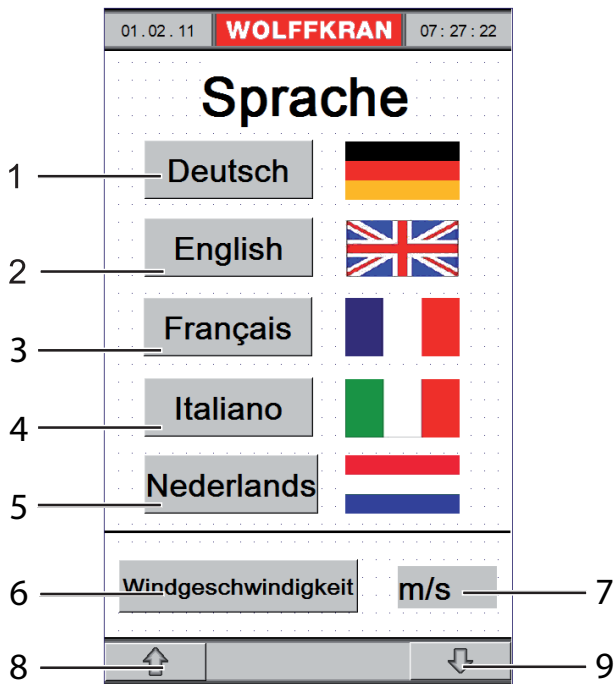 01.02.11 WOLFFKRAN 07:27:22
Sprache
1 Deutsch
2 English
3 Français
4 Italiano
5 Nederlands
6 Windgeschwindigkeit m/s 7
8 9